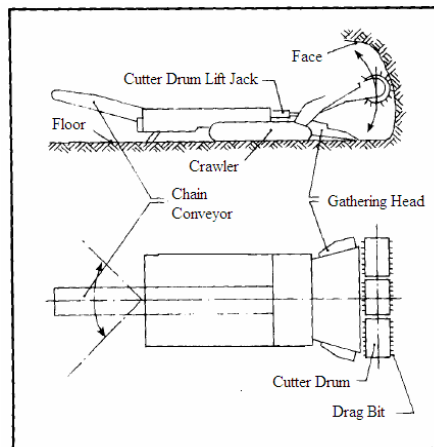 Face
Cutter Drum Lift Jack
Floor
Crawler
Chain
Conveyor
Gathering Head
Cutter Drum
Drag Bit